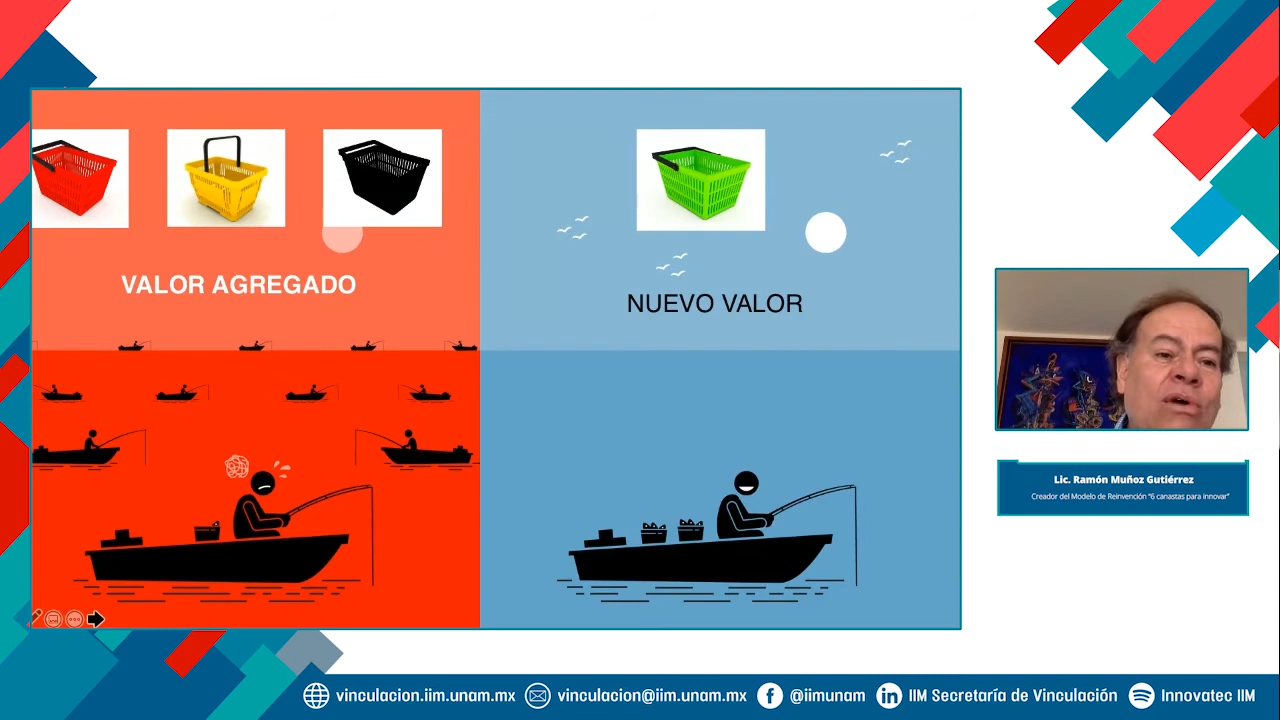 VALOR AGREGADO
NUEVO VALOR
Lic. Ramón Muñoz Gutiérrez
Creador del Modelo de Reinvención "6 canastas para innovar"
vinculacion.iim.unam.mx
vinculacion@iim.unam.mx
@iimunam
IIM Secretaría de Vinculación
Innovatec IIM